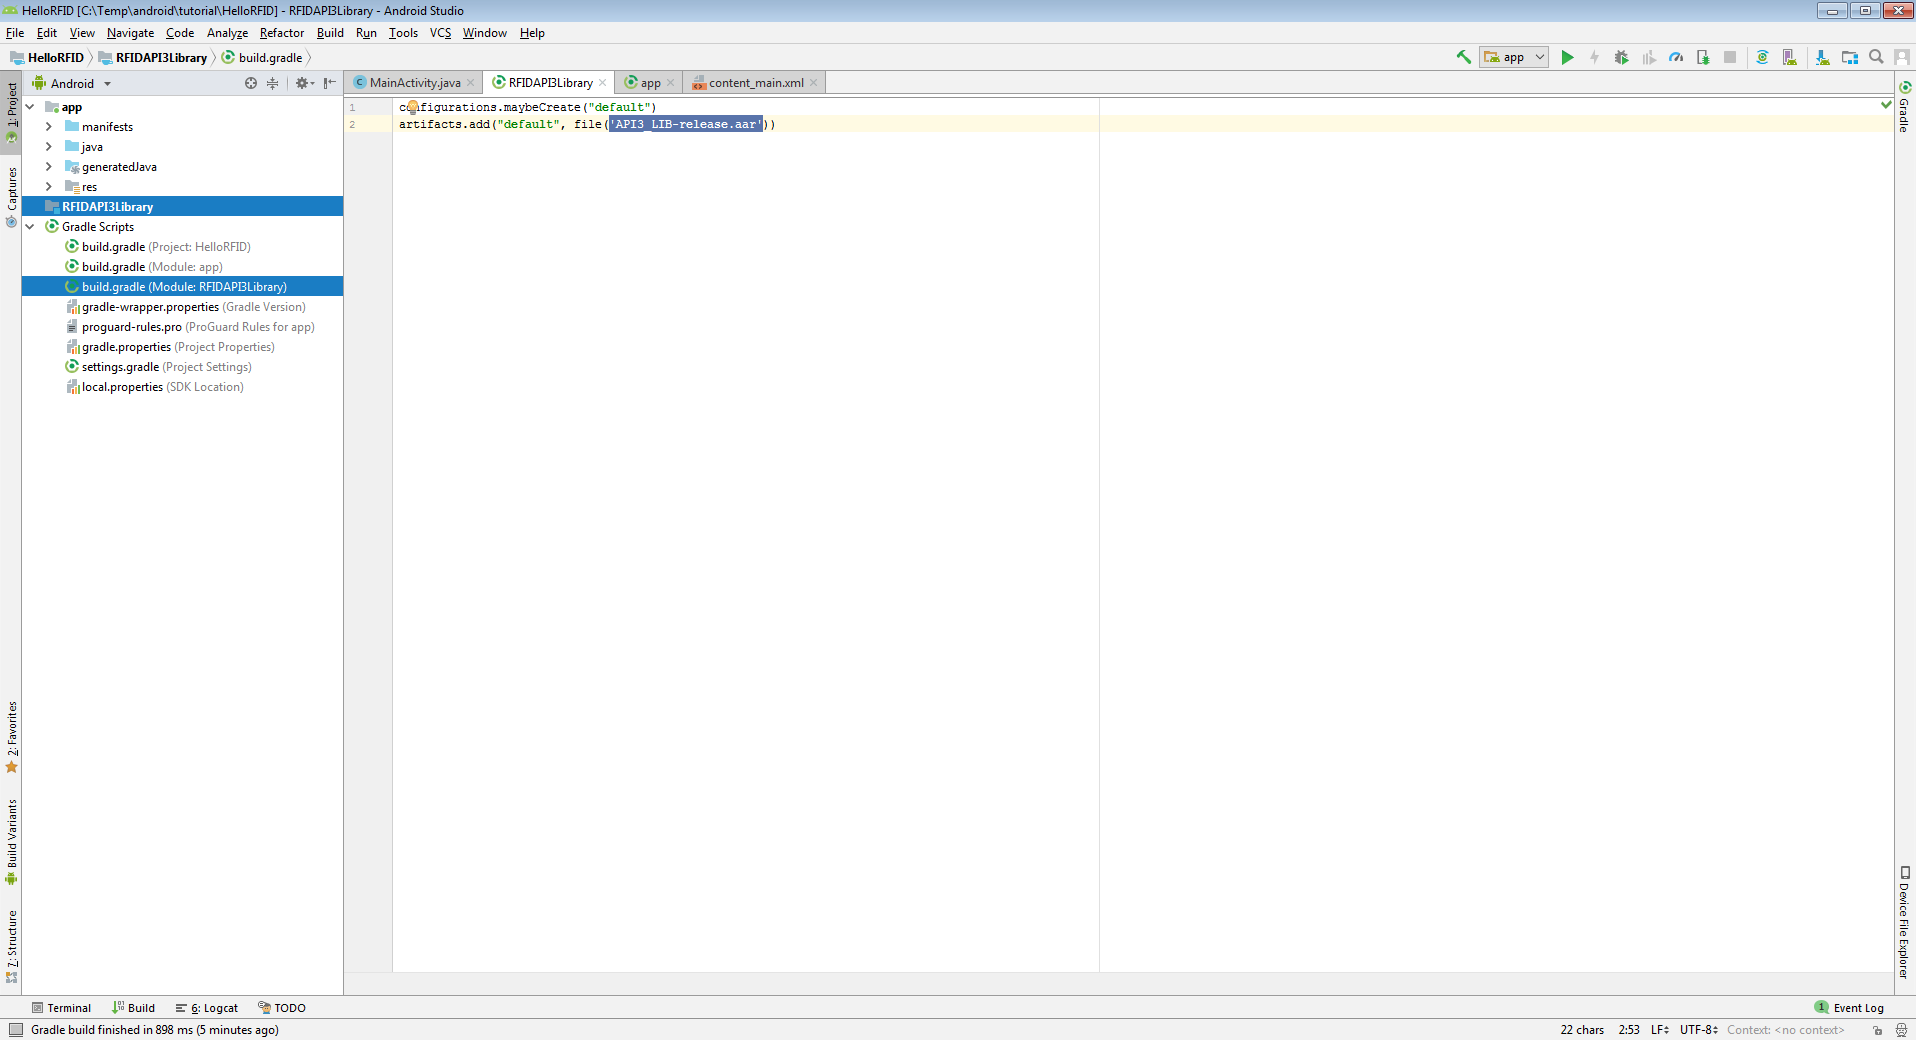 HelloRFID [C:\Temp\android\tutorial\HelloRFID] - RFIDAPI3Library - Android Studio
File Edit View Navigate Code Analyze Refactor Build Run Tools VCS Window Help
HelloRFID RFIDAPI3Library build.gradle
app
1: Project
Captures
2: Favorites
Build Variants
7: Structure
Android
app
manifests
java
generatedJava
res
RFIDAPI3Library
Gradle Scripts
build.gradle (Project: HelloRFID)
build.gradle (Module: app)
build.gradle (Module: RFIDAPI3Library)
gradle-wrapper.properties (Gradle Version)
proguard-rules.pro (ProGuard Rules for app)
gradle.properties (Project Properties)
settings.gradle (Project Settings)
local.properties (SDK Location)
MainActivity.java RFIDAPI3Library app content_main.xml
1 configurations.maybeCreate("default")
2 artifacts.add("default", file('API3_LIB-release.aar'))
Gradle
Device File Explorer
Terminal Build 6: Logcat TODO
1 Event Log
Gradle build finished in 898 ms (5 minutes ago)
22 chars 2:53 LF UTF-8 Context: <no context>